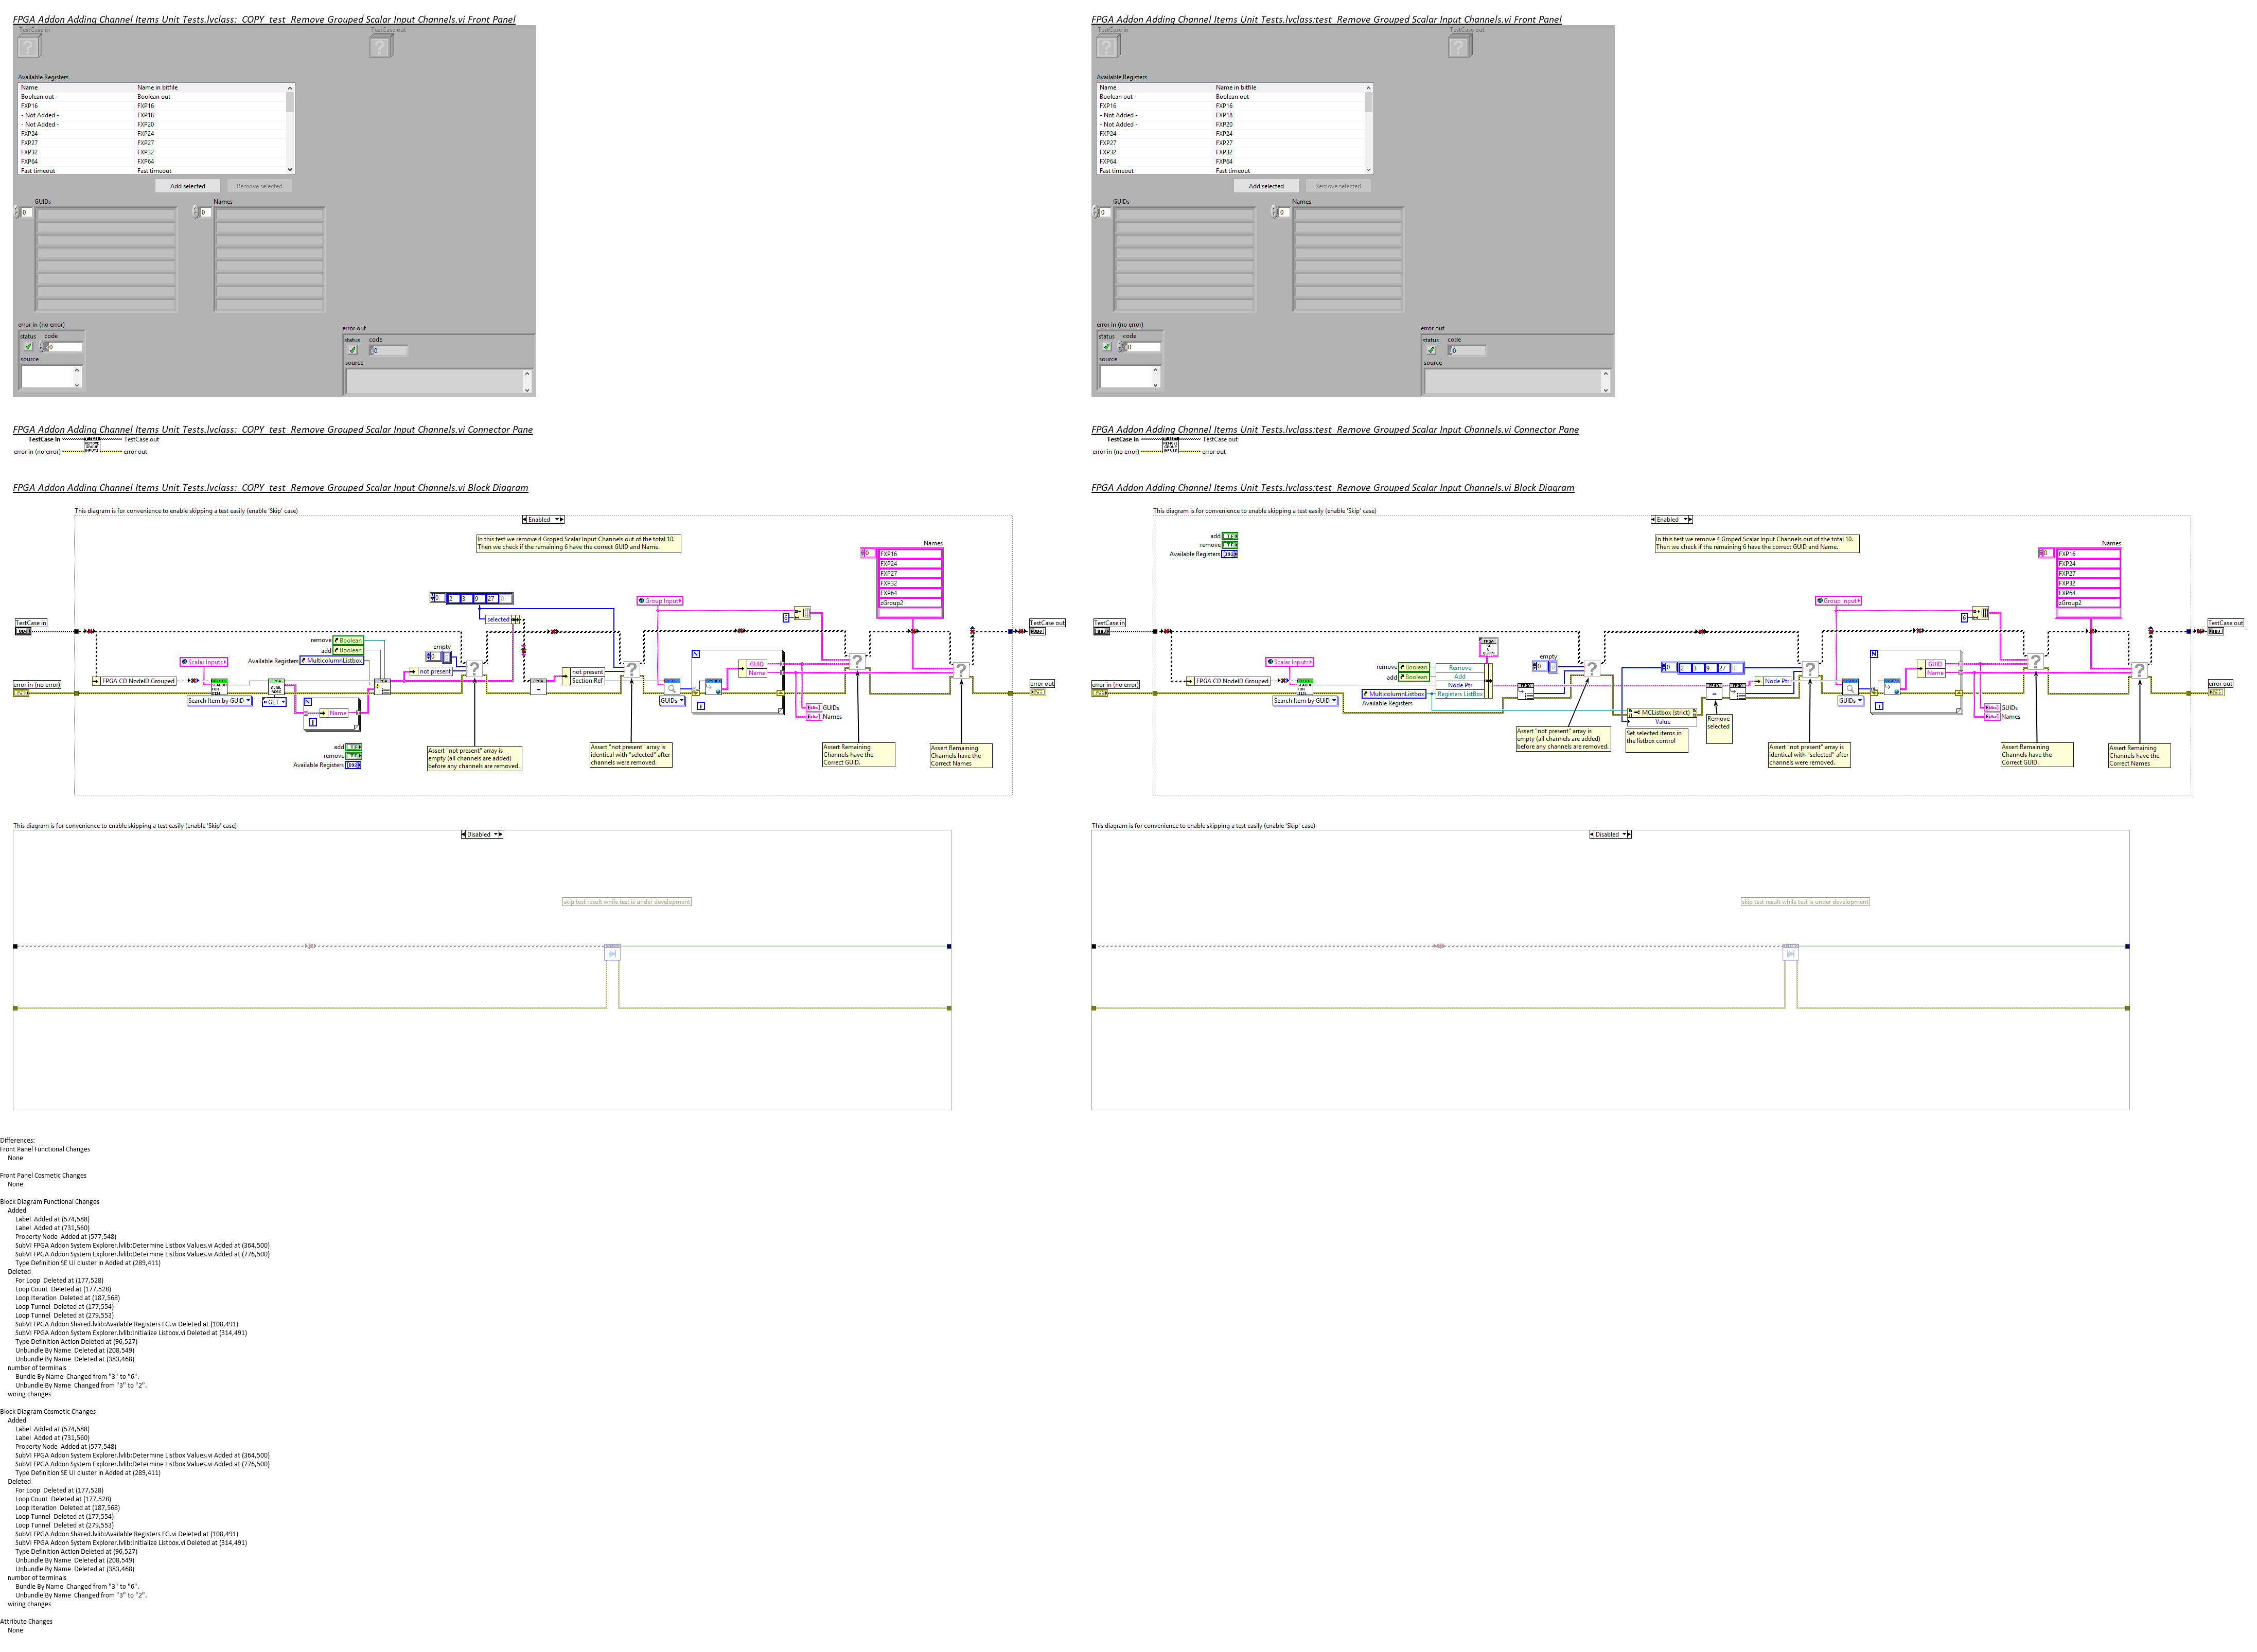 FPGA Addon Adding Channel Items Unit Tests.lvclass:_COPY_test_Remove Grouped Scalar Input Channels.vi Front Panel
TestCase in
TestCase out
Available Registers
Name Name in bitfile
Boolean out Boolean out
FXP16 FXP16
- Not Added - FXP18
- Not Added - FXP20
FXP24 FXP24
FXP27 FXP27
FXP32 FXP32
FXP64 FXP64
Fast timeout Fast timeout
Add selected Remove selected
GUIDs Names
0 0
error in (no error)
status code
0
source
error out
status code
0
source
FPGA Addon Adding Channel Items Unit Tests.lvclass:_COPY_test_Remove Grouped Scalar Input Channels.vi Connector Pane
TestCase in TestCase out
error in (no error) error out
FPGA Addon Adding Channel Items Unit Tests.lvclass:_COPY_test_Remove Grouped Scalar Input Channels.vi Block Diagram
This diagram is for convenience to enable skipping a test easily (enable 'Skip' case)
Enabled
In this test we remove 4 Groped Scalar Input Channels out of the total 10.
Then we check if the remaining 6 have the correct GUID and Name.
Names
0
FXP16
FXP24
FXP27
FXP32
FXP64
zGroup2
0 2 3 9 27 0
selected
Group Input
6
TestCase in
TestCase out
remove Boolean
add Boolean
Available Registers MulticolumnListbox
empty
not present
Scalar Inputs
FPGA CD NodeID Grouped
Search Item by GUID
GET
Name
not present
Section Ref
GUIDs
GUID
Name
GUIDs
Names
error in (no error)
error out
add
remove
Available Registers
Assert "not present" array is
empty (all channels are added)
before any channels are removed.
Assert "not present" array is
identical with "selected" after
channels were removed.
Assert Remaining
Channels have the
Correct GUID.
Assert Remaining
Channels have the
Correct Names
This diagram is for convenience to enable skipping a test easily (enable 'Skip' case)
Disabled
skip test result while test is under development
FPGA Addon Adding Channel Items Unit Tests.lvclass:test_Remove Grouped Scalar Input Channels.vi Front Panel
TestCase in
TestCase out
Available Registers
Name Name in bitfile
Boolean out Boolean out
FXP16 FXP16
- Not Added - FXP18
- Not Added - FXP20
FXP24 FXP24
FXP27 FXP27
FXP32 FXP32
FXP64 FXP64
Fast timeout Fast timeout
Add selected Remove selected
GUIDs Names
0 0
error in (no error)
status code
0
source
error out
status code
0
source
FPGA Addon Adding Channel Items Unit Tests.lvclass:test_Remove Grouped Scalar Input Channels.vi Connector Pane
TestCase in TestCase out
error in (no error) error out
FPGA Addon Adding Channel Items Unit Tests.lvclass:test_Remove Grouped Scalar Input Channels.vi Block Diagram
This diagram is for convenience to enable skipping a test easily (enable 'Skip' case)
Enabled
add
remove
Available Registers
In this test we remove 4 Groped Scalar Input Channels out of the total 10.
Then we check if the remaining 6 have the correct GUID and Name.
Names
0
FXP16
FXP24
FXP27
FXP32
FXP64
zGroup2
Group Input
6
TestCase in
TestCase out
Scalar Inputs
FPGA CD NodeID Grouped
Search Item by GUID
remove Boolean
add Boolean
MulticolumnListbox
Available Registers
Remove
Add
Node Ptr
Registers ListBox
empty
0 2 3 9 27 0
Node Ptr
GUIDs
GUID
Name
GUIDs
Names
error in (no error)
error out
MCListbox (strict)
Value
Set selected items in
the listbox control
Remove
selected
Assert "not present" array is
empty (all channels are added)
before any channels are removed.
Assert "not present" array is
identical with "selected" after
channels were removed.
Assert Remaining
Channels have the
Correct GUID.
Assert Remaining
Channels have the
Correct Names
This diagram is for convenience to enable skipping a test easily (enable 'Skip' case)
Disabled
skip test result while test is under development
Differences:
Front Panel Functional Changes
None
Front Panel Cosmetic Changes
None
Block Diagram Functional Changes
Added
Label Added at (574,588)
Label Added at (731,560)
Property Node Added at (577,548)
SubVI FPGA Addon System Explorer.lvlib:Determine Listbox Values.vi Added at (364,500)
SubVI FPGA Addon System Explorer.lvlib:Determine Listbox Values.vi Added at (776,500)
Type Definition SE UI cluster in Added at (289,411)
Deleted
For Loop Deleted at (177,528)
Loop Count Deleted at (177,528)
Loop Iteration Deleted at (187,568)
Loop Tunnel Deleted at (177,554)
Loop Tunnel Deleted at (279,553)
SubVI FPGA Addon Shared.lvlib:Available Registers FG.vi Deleted at (108,491)
SubVI FPGA Addon System Explorer.lvlib:Initialize Listbox.vi Deleted at (314,491)
Type Definition Action Deleted at (96,527)
Unbundle By Name Deleted at (208,549)
Unbundle By Name Deleted at (383,468)
number of terminals
Bundle By Name Changed from "3" to "6".
Unbundle By Name Changed from "3" to "2".
wiring changes
Block Diagram Cosmetic Changes
Added
Label Added at (574,588)
Label Added at (731,560)
Property Node Added at (577,548)
SubVI FPGA Addon System Explorer.lvlib:Determine Listbox Values.vi Added at (364,500)
SubVI FPGA Addon System Explorer.lvlib:Determine Listbox Values.vi Added at (776,500)
Type Definition SE UI cluster in Added at (289,411)
Deleted
For Loop Deleted at (177,528)
Loop Count Deleted at (177,528)
Loop Iteration Deleted at (187,568)
Loop Tunnel Deleted at (177,554)
Loop Tunnel Deleted at (279,553)
SubVI FPGA Addon Shared.lvlib:Available Registers FG.vi Deleted at (108,491)
SubVI FPGA Addon System Explorer.lvlib:Initialize Listbox.vi Deleted at (314,491)
Type Definition Action Deleted at (96,527)
Unbundle By Name Deleted at (208,549)
Unbundle By Name Deleted at (383,468)
number of terminals
Bundle By Name Changed from "3" to "6".
Unbundle By Name Changed from "3" to "2".
wiring changes
Attribute Changes
None